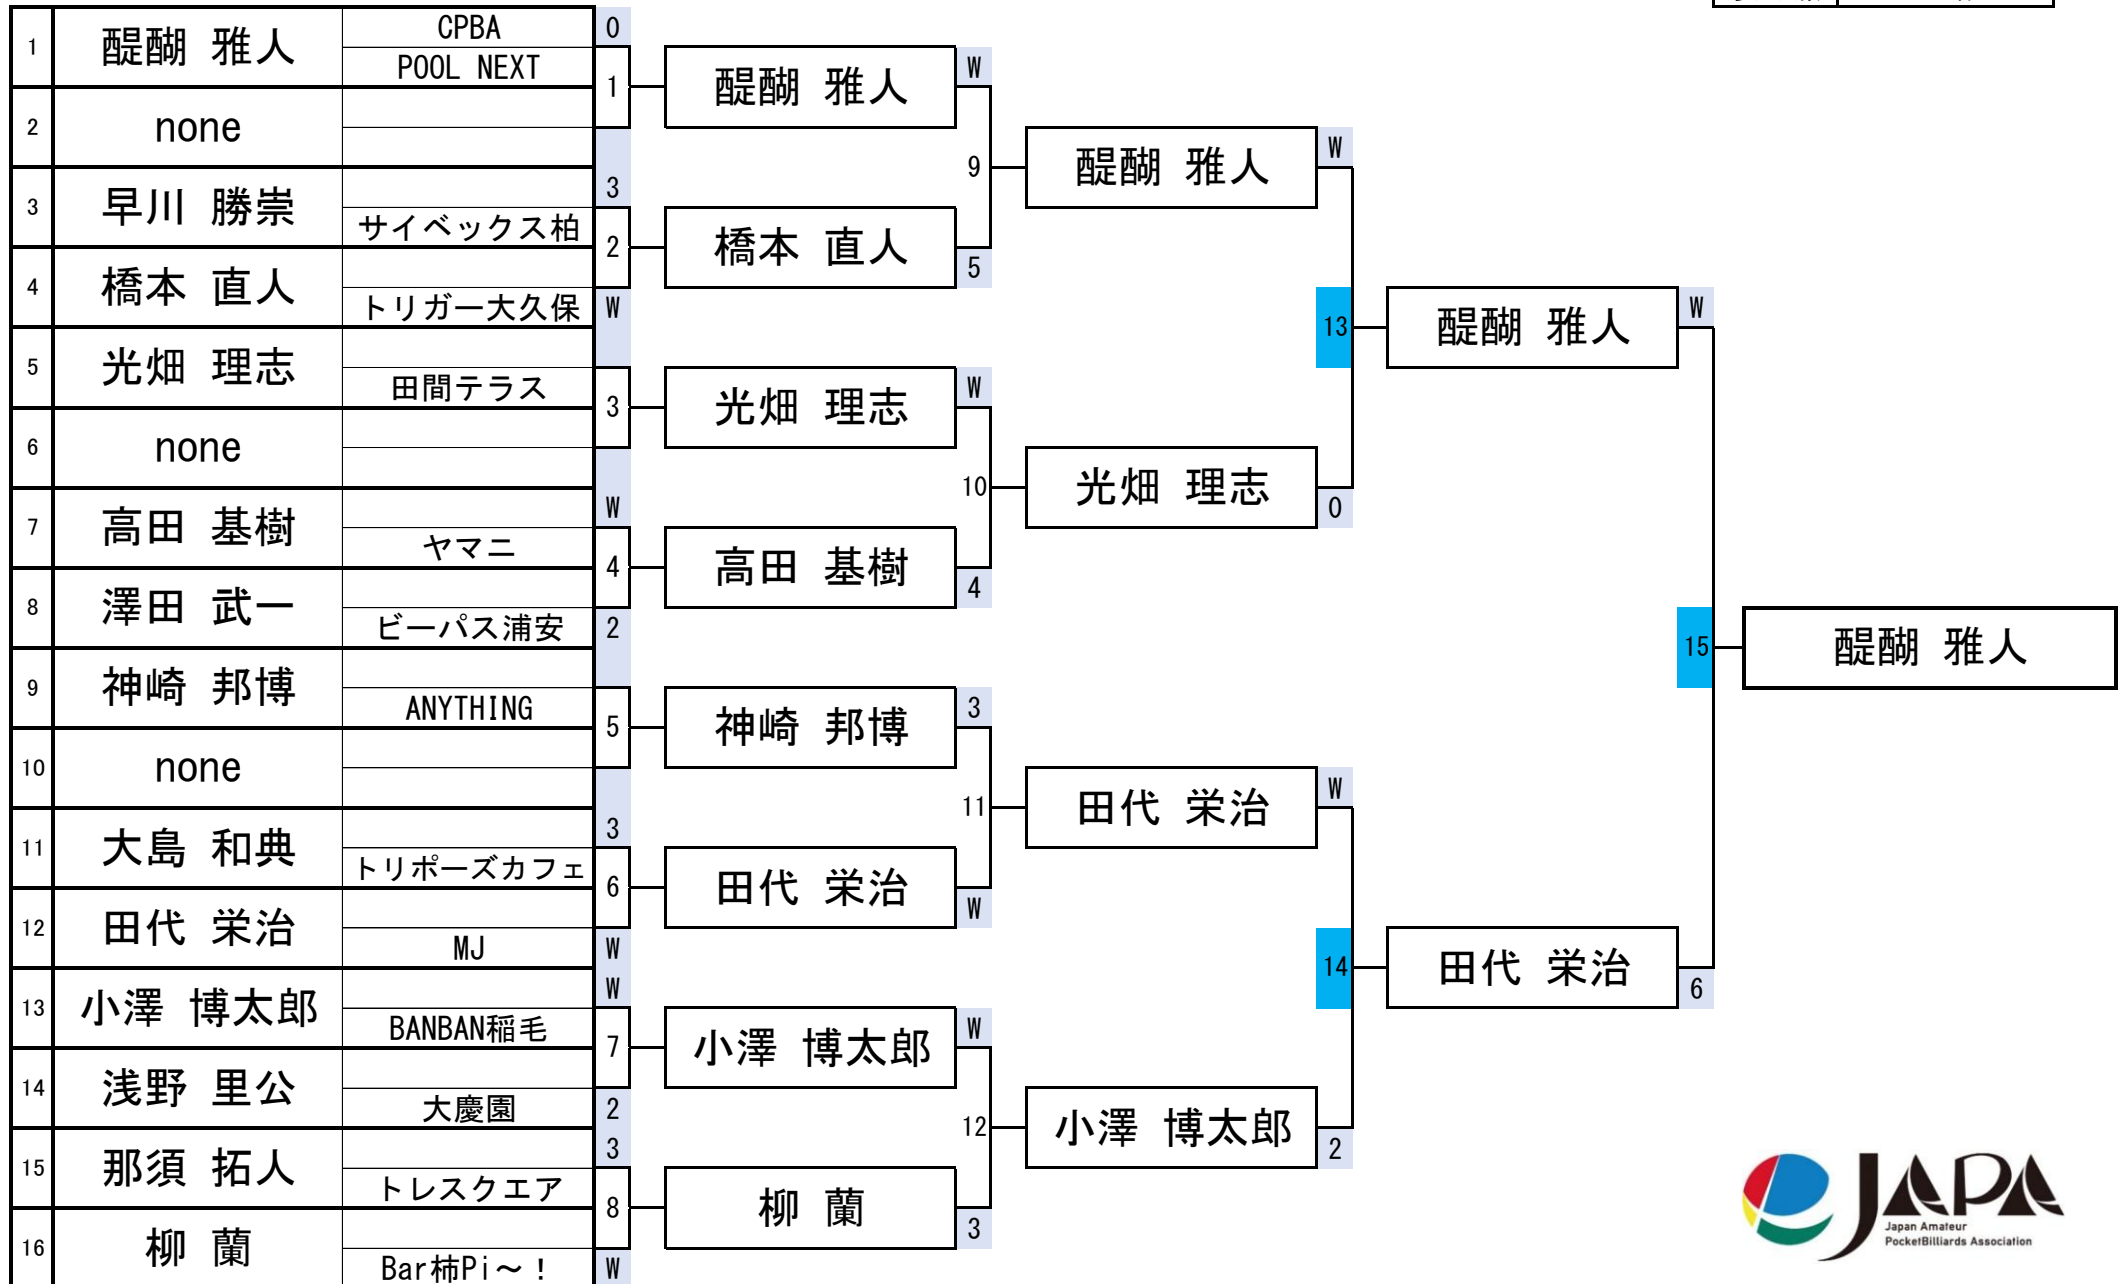 1 醍醐 雅人 CPBA 0
POOL NEXT
1 醍醐 雅人 W
2 none
9 醍醐 雅人 W
3 早川 勝崇 サイベックス柏 3
2 橋本 直人 5
4 橋本 直人 トリガー大久保 W
13 醍醐 雅人 W
5 光畑 理志 田間テラス
3 光畑 理志 W
6 none
10 光畑 理志 0
7 高田 基樹 ヤマニ W
4 高田 基樹 4
8 澤田 武一 ビーパス浦安 2
15 醍醐 雅人
9 神崎 邦博 ANYTHING
5 神崎 邦博 3
10 none
11 田代 栄治 W
11 大島 和典 トリポーズカフェ 3
6 田代 栄治 W
12 田代 栄治 MJ W
14 田代 栄治 6
13 小澤 博太郎 BANBAN稲毛 W
7 小澤 博太郎 W
14 浅野 里公 大慶園 2
12 小澤 博太郎 2
15 那須 拓人 トレスクエア 3
8 柳 蘭 3
16 柳 蘭 Bar柿Pi～！ W
JAPA
Japan Amateur
PocketBilliards Association